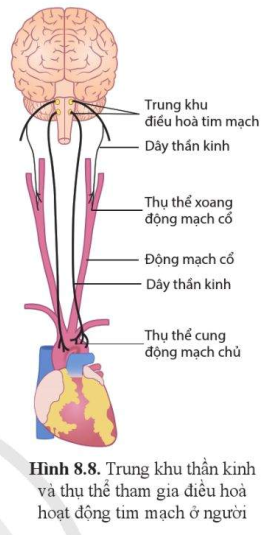 Trung khu
điều hoà tim mạch
Dây thần kinh
Thụ thể xoang
động mạch cổ
Động mạch cổ
Dây thần kinh
Thụ thể cung
động mạch chủ
Hình 8.8. Trung khu thần kinh
và thụ thể tham gia điều hoà
hoạt động tim mạch ở người